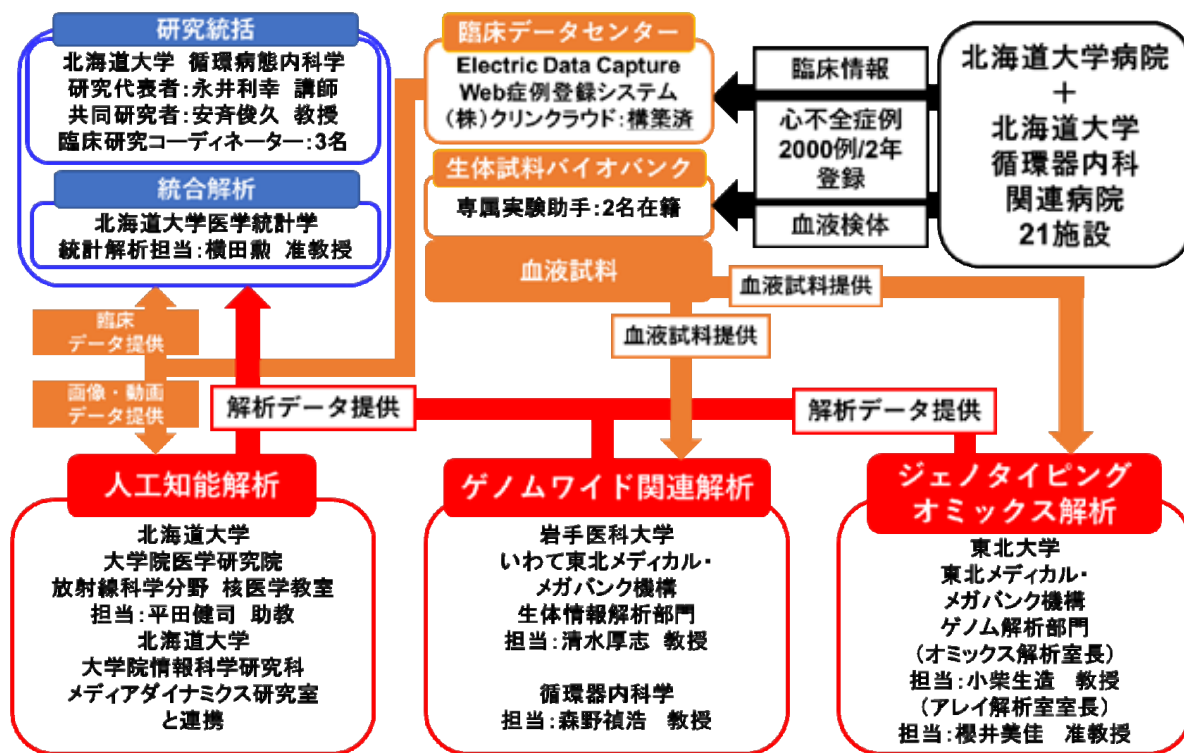 研究統括
北海道大学 循環病態内科学
研究代表者:永井利幸 講師
共同研究者:安斉俊久 教授
臨床研究コーディネーター:3名
統合解析
北海道大学医学統計学
統計解析担当:横田勲 准教授
臨床データセンター
Electric Data Capture
Web症例登録システム
(株)クリンクラウド:構築済
生体試料バイオバンク
専属実験助手:2名在籍
血液試料
臨床情報
心不全症例
2000例/2年
登録
血液検体
北海道大学病院
+
北海道大学
循環器内科
関連病院
21施設
血液試料提供
血液試料提供
臨床
データ提供
画像・動画
データ提供
解析データ提供
解析データ提供
人工知能解析
北海道大学
大学院医学研究院
放射線科学分野 核医学教室
担当:平田健司 助教
北海道大学
大学院情報科学研究科
メディアダイナミクス研究室
と連携
ゲノムワイド関連解析
岩手医科大学
いわて東北メディカル・
メガバンク機構
生体情報解析部門
担当:清水厚志 教授
循環器内科学
担当:森野禎浩 教授
ジェノタイピング
オミックス解析
東北大学
東北メディカル・
メガバンク機構
ゲノム解析部門
(オミックス解析室長)
担当:小柴生造 教授
(アレイ解析室室長)
担当:櫻井美佳 准教授